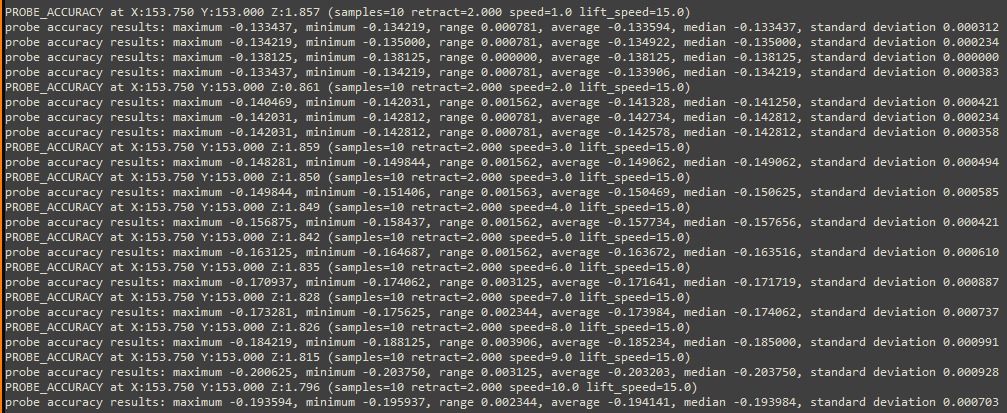 PROBE_ACCURACY at X:153.750 Y:153.000 Z:1.857 (samples=10 retract=2.000 speed=1.0 lift_speed=15.0)
probe accuracy results: maximum -0.133437, minimum -0.134219, range 0.000781, average -0.133594, median -0.133437, standard deviation 0.000312
probe accuracy results: maximum -0.134219, minimum -0.135000, range 0.000781, average -0.134922, median -0.135000, standard deviation 0.000234
probe accuracy results: maximum -0.138125, minimum -0.138125, range 0.000000, average -0.138125, median -0.138125, standard deviation 0.000000
probe accuracy results: maximum -0.133437, minimum -0.134219, range 0.000781, average -0.133906, median -0.134219, standard deviation 0.000383
PROBE_ACCURACY at X:153.750 Y:153.000 Z:0.861 (samples=10 retract=2.000 speed=2.0 lift_speed=15.0)
probe accuracy results: maximum -0.140469, minimum -0.142031, range 0.001562, average -0.141328, median -0.141250, standard deviation 0.000421
probe accuracy results: maximum -0.142031, minimum -0.142812, range 0.000781, average -0.142734, median -0.142812, standard deviation 0.000234
probe accuracy results: maximum -0.142031, minimum -0.142812, range 0.000781, average -0.142578, median -0.142812, standard deviation 0.000358
PROBE_ACCURACY at X:153.750 Y:153.000 Z:1.859 (samples=10 retract=2.000 speed=3.0 lift_speed=15.0)
probe accuracy results: maximum -0.148281, minimum -0.149844, range 0.001562, average -0.149062, median -0.149062, standard deviation 0.000494
PROBE_ACCURACY at X:153.750 Y:153.000 Z:1.850 (samples=10 retract=2.000 speed=3.0 lift_speed=15.0)
probe accuracy results: maximum -0.149844, minimum -0.151406, range 0.001563, average -0.150469, median -0.150625, standard deviation 0.000585
PROBE_ACCURACY at X:153.750 Y:153.000 Z:1.849 (samples=10 retract=2.000 speed=4.0 lift_speed=15.0)
probe accuracy results: maximum -0.156875, minimum -0.158437, range 0.001562, average -0.157734, median -0.157656, standard deviation 0.000421
PROBE_ACCURACY at X:153.750 Y:153.000 Z:1.842 (samples=10 retract=2.000 speed=5.0 lift_speed=15.0)
probe accuracy results: maximum -0.163125, minimum -0.164687, range 0.001562, average -0.163672, median -0.163516, standard deviation 0.000610
PROBE_ACCURACY at X:153.750 Y:153.000 Z:1.835 (samples=10 retract=2.000 speed=6.0 lift_speed=15.0)
probe accuracy results: maximum -0.170937, minimum -0.174062, range 0.003125, average -0.171641, median -0.171719, standard deviation 0.000887
PROBE_ACCURACY at X:153.750 Y:153.000 Z:1.828 (samples=10 retract=2.000 speed=7.0 lift_speed=15.0)
probe accuracy results: maximum -0.173281, minimum -0.175625, range 0.002344, average -0.173984, median -0.174062, standard deviation 0.000737
PROBE_ACCURACY at X:153.750 Y:153.000 Z:1.826 (samples=10 retract=2.000 speed=8.0 lift_speed=15.0)
probe accuracy results: maximum -0.184219, minimum -0.188125, range 0.003906, average -0.185234, median -0.185000, standard deviation 0.000991
PROBE_ACCURACY at X:153.750 Y:153.000 Z:1.815 (samples=10 retract=2.000 speed=9.0 lift_speed=15.0)
probe accuracy results: maximum -0.200625, minimum -0.203750, range 0.003125, average -0.203203, median -0.203750, standard deviation 0.000928
PROBE_ACCURACY at X:153.750 Y:153.000 Z:1.796 (samples=10 retract=2.000 speed=10.0 lift_speed=15.0)
probe accuracy results: maximum -0.193594, minimum -0.195937, range 0.002344, average -0.194141, median -0.193984, standard deviation 0.000703